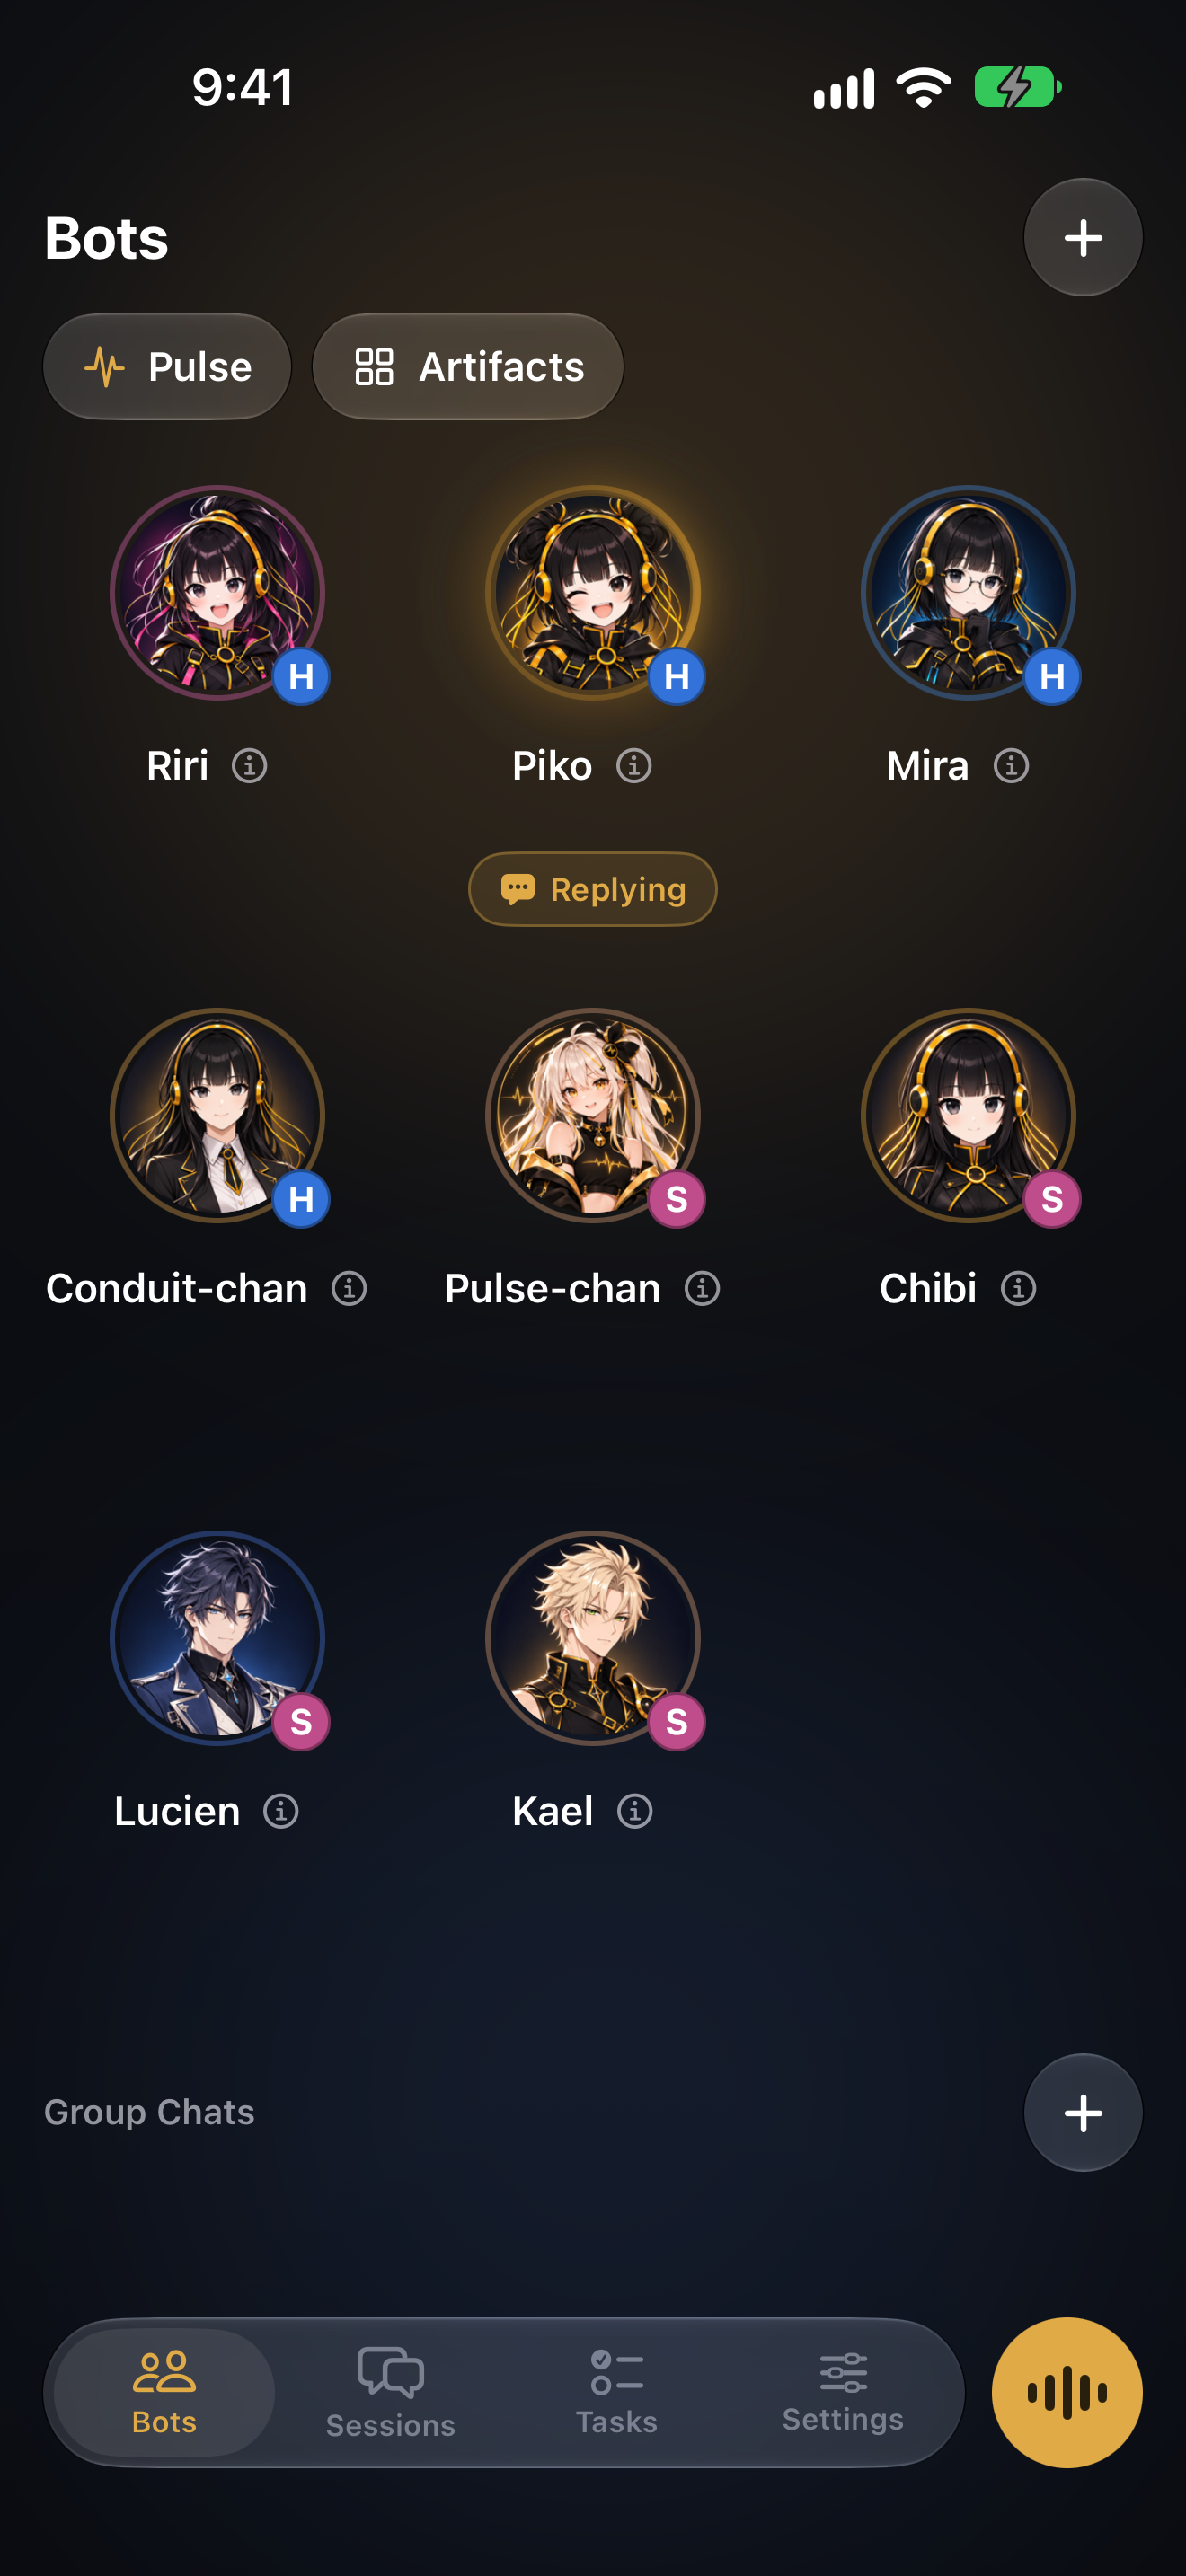 9:41
Bots
Pulse
Artifacts
H
H
H
Riri
Piko
Mira
Replying
H
S
S
Conduit-chan
Pulse-chan
Chibi
S
S
Lucien
Kael
Group Chats
Bots
Sessions
Tasks
Settings